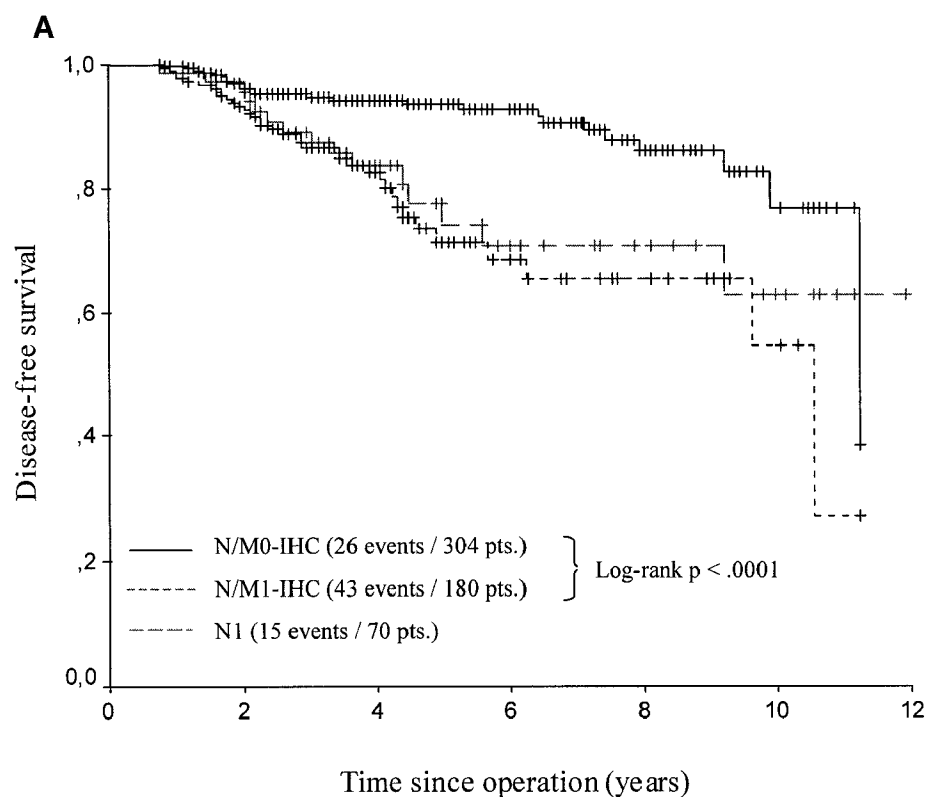 A
1,0
,8
,6
,4
,2
0,0
Disease-free survival
N/M0-IHC (26 events / 304 pts.)
N/M1-IHC (43 events / 180 pts.)
Log-rank p < .0001
N1 (15 events / 70 pts.)
0 2 4 6 8 10 12
Time since operation (years)